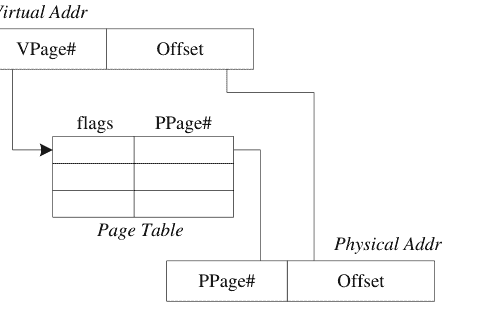 Virtual Addr
VPage# Offset
flags PPage#
Page Table
Physical Addr
PPage# Offset